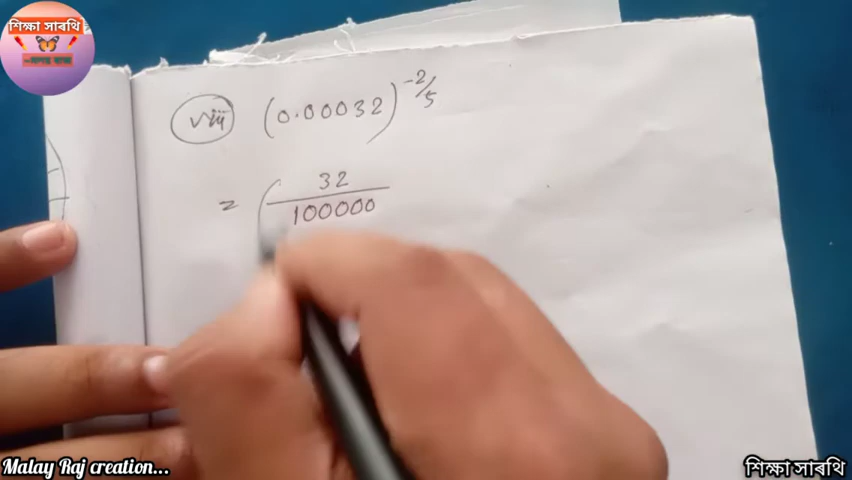 শিক্ষা সাৰথি
viii (0.00032)^-2/5
= ( 32/100000
Malay Raj creation...
শিক্ষা সাৰথি